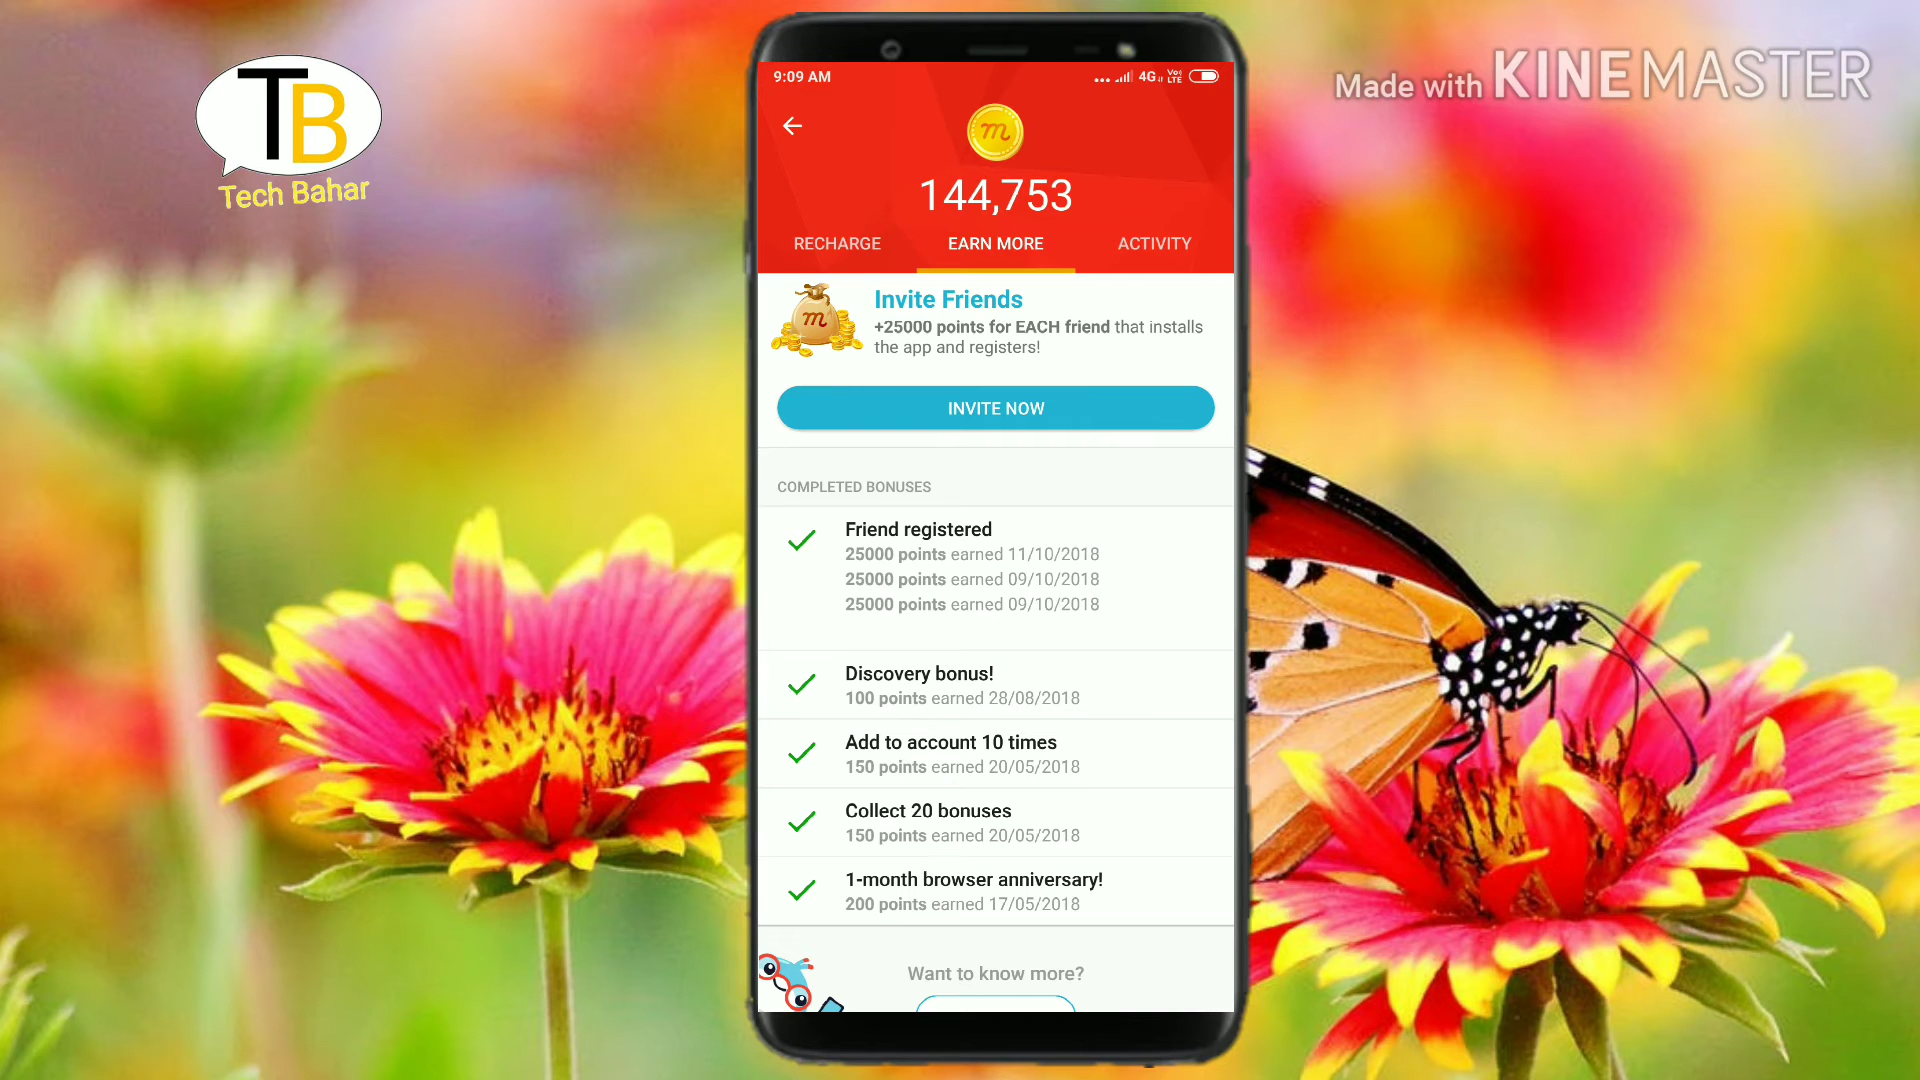 TB
Tech Bahar
Made with KINEMASTER
9:09 AM
4G
Vo
LTE
m
144,753
RECHARGE
EARN MORE
ACTIVITY
m
Invite Friends
+25000 points for EACH friend that installs
the app and registers!
INVITE NOW
COMPLETED BONUSES
Friend registered
25000 points earned 11/10/2018
25000 points earned 09/10/2018
25000 points earned 09/10/2018
Discovery bonus!
100 points earned 28/08/2018
Add to account 10 times
150 points earned 20/05/2018
Collect 20 bonuses
150 points earned 20/05/2018
1-month browser anniversary!
200 points earned 17/05/2018
Want to know more?